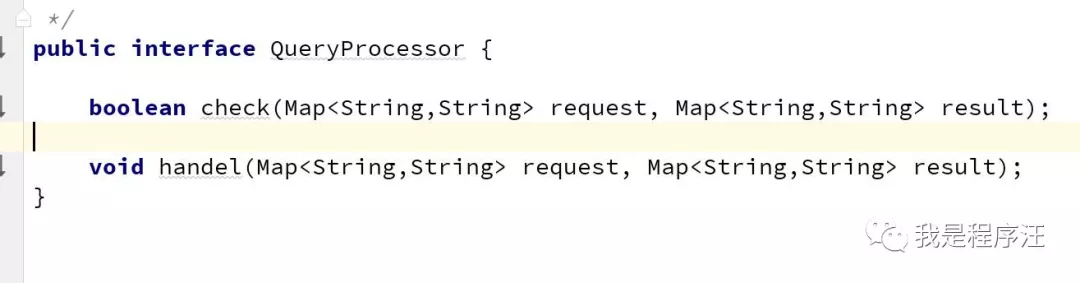 */
public interface QueryProcessor {
boolean check(Map<String,String> request, Map<String,String> result);
void handel(Map<String,String> request, Map<String,String> result);
}
我是程序汪